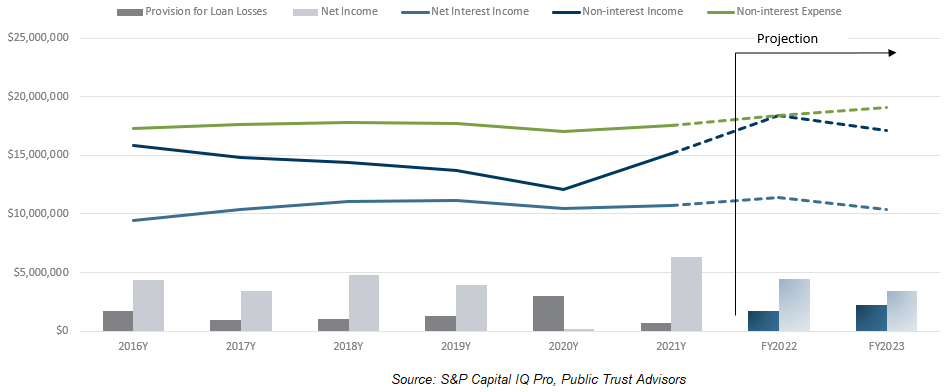 Provision for Loan Losses Net Income Net Interest Income Non-interest Income Non-interest Expense
$25,000,000
Projection
$20,000,000
$15,000,000
$10,000,000
$5,000,000
$0
2016Y 2017Y 2018Y 2019Y 2020Y 2021Y FY2022 FY2023
Source: S&P Capital IQ Pro, Public Trust Advisors